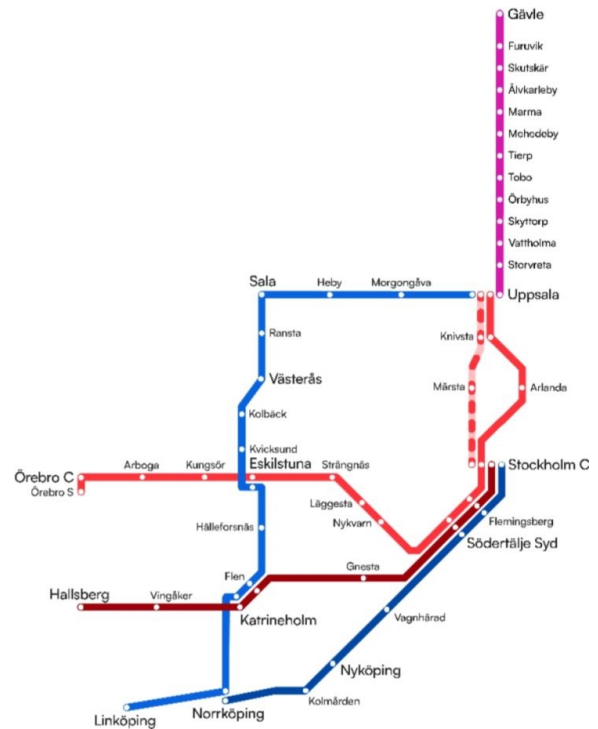 Gävle
Furuvik
Skutskär
Älvkarleby
Marma
Mehedeby
Tierp
Tobo
Örbyhus
Skyttorp
Vattholma
Storvreta
Sala
Heby
Morgongåva
Uppsala
Ransta
Knivsta
Västerås
Märsta
Arlanda
Kolbäck
Kvicksund
Eskilstuna
Strängnäs
Stockholm C
Örebro C
Arboga
Kungsör
Örebro S
Läggesta
Nykvarn
Flemingsberg
Hälleforsnäs
Södertälje Syd
Gnesta
Flen
Hallsberg
Vingåker
Katrineholm
Vagnhärad
Nyköping
Kolmården
Linköping
Norrköping